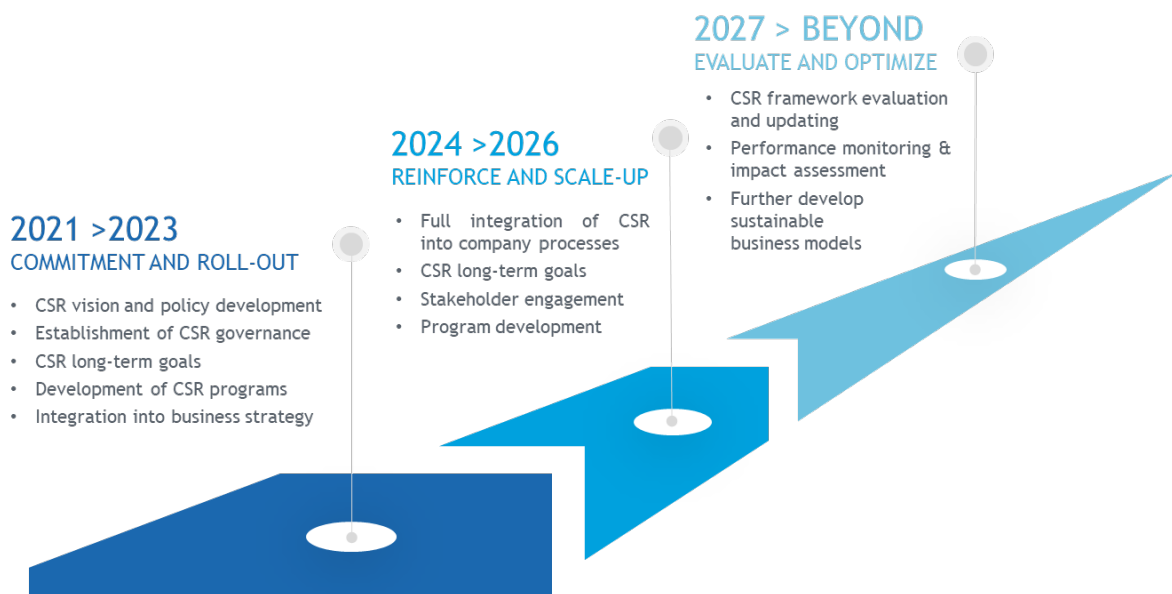 2021 >2023
COMMITMENT AND ROLL-OUT
• CSR vision and policy development
• Establishment of CSR governance
• CSR long-term goals
• Development of CSR programs
• Integration into business strategy
2024 >2026
REINFORCE AND SCALE-UP
• Full integration of CSR
into company processes
• CSR long-term goals
• Stakeholder engagement
• Program development
2027 > BEYOND
EVALUATE AND OPTIMIZE
• CSR framework evaluation
and updating
• Performance monitoring &
impact assessment
• Further develop
sustainable
business models